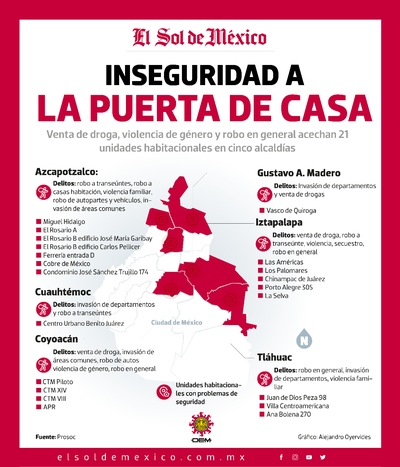 El Sol de México
INSEGURIDAD A
LA PUERTA DE CASA
Venta de droga, violencia de género y robo en general acechan 21
unidades habitacionales en cinco alcaldías
Azcapotzalco:
Delitos: robo a transeúntes, robo a
casas habitación, violencia familiar,
robo de autopartes y vehículos, in-
vasión de áreas comunes
Miguel Hidalgo
El Rosario A
El Rosario B edificio José María Garibay
El Rosario B edificio Carlos Pellicer
Ferrería entrada D
Cobre de México
Condominio José Sánchez Trujillo 174
Cuauhtémoc
Delitos: invasión de departamentos
y robo a transeúntes
Centro Urbano Benito Juárez
Coyoacán
Delitos: venta de droga, invasión de
áreas comunes, robo de autos
violencia de género, robo en general
CTM Piloto
CTM XIV
CTM VIII
APR
Gustavo A. Madero
Delitos: Invasión de departamentos
y venta de drogas.
Vasco de Quiroga
Iztapalapa
Delitos: venta de droga, robo a
transeúnte, violencia, secuestro,
robo en general
Las Américas
Los Palomares
Chinampac de Juárez
Porto Alegre SOS
La Selva
Ciudad de México
N
Tláhuac
Delitos: robo en general, invasión
de departamentos, violencia fami-
liar
Juan de Dios Peza 98
Villa Centroamericana
Ana Bolena 270
Unidades habitaciona-
les con problemas de
seguridad
OEM
Fuente: Prosoc
Gráfico: Alejandro Oyervides
elsoldemexico.com.mx